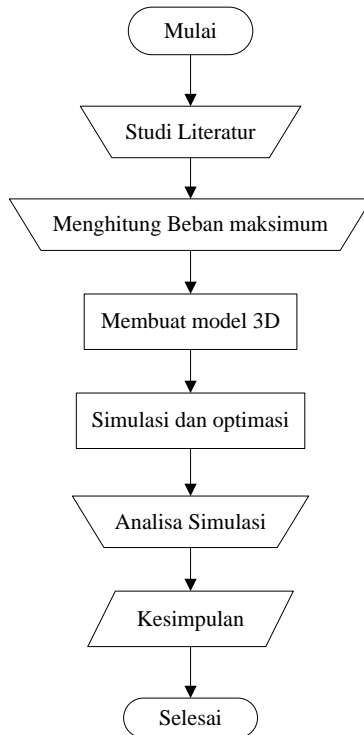 Mulai
Studi Literatur
Menghitung Beban maksimum
Membuat model 3D
Simulasi dan optimasi
Analisa Simulasi
Kesimpulan
Selesai